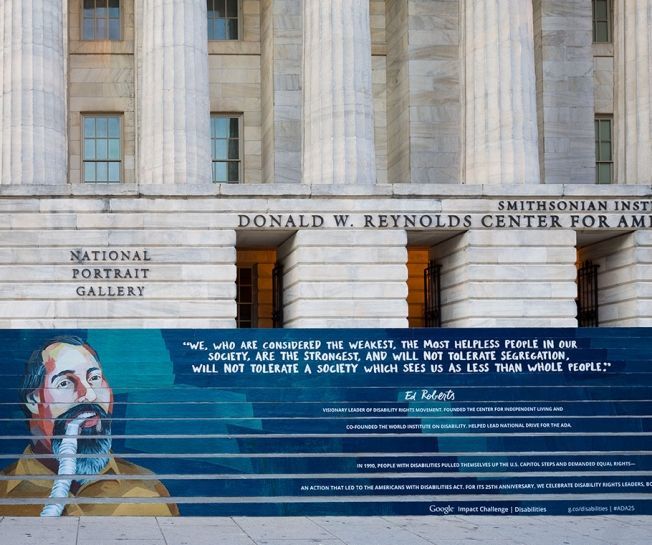 SMITHSONIAN INST
DONALD W. REYNOLDS CENTER FOR AME
NATIONAL
PORTRAIT
GALLERY
"WE, WHO ARE CONSIDERED THE WEAKEST, THE MOST HELPLESS PEOPLE IN OUR
SOCIETY, ARE THE STRONGEST, AND WILL NOT TOLERATE SEGREGATION,
WILL NOT TOLERATE A SOCIETY WHICH SEES US AS LESS THAN WHOLE PEOPLE."
Ed Roberts
VISIONARY LEADER OF DISABILITY RIGHTS MOVEMENT. FOUNDED THE CENTER FOR INDEPENDENT LIVING AND
CO-FOUNDED THE WORLD INSTITUTE ON DISABILITY. HELPED LEAD NATIONAL DRIVE FOR THE ADA.
IN 1990, PEOPLE WITH DISABILITIES PULLED THEMSELVES UP THE U.S. CAPITOL STEPS AND DEMANDED EQUAL RIGHTS—
AN ACTION THAT LED TO THE AMERICANS WITH DISABILITIES ACT. FOR ITS 25TH ANNIVERSARY, WE CELEBRATE DISABILITY RIGHTS LEADERS, BO
Google Impact Challenge | Disabilities g.co/disabilities | #ADA25